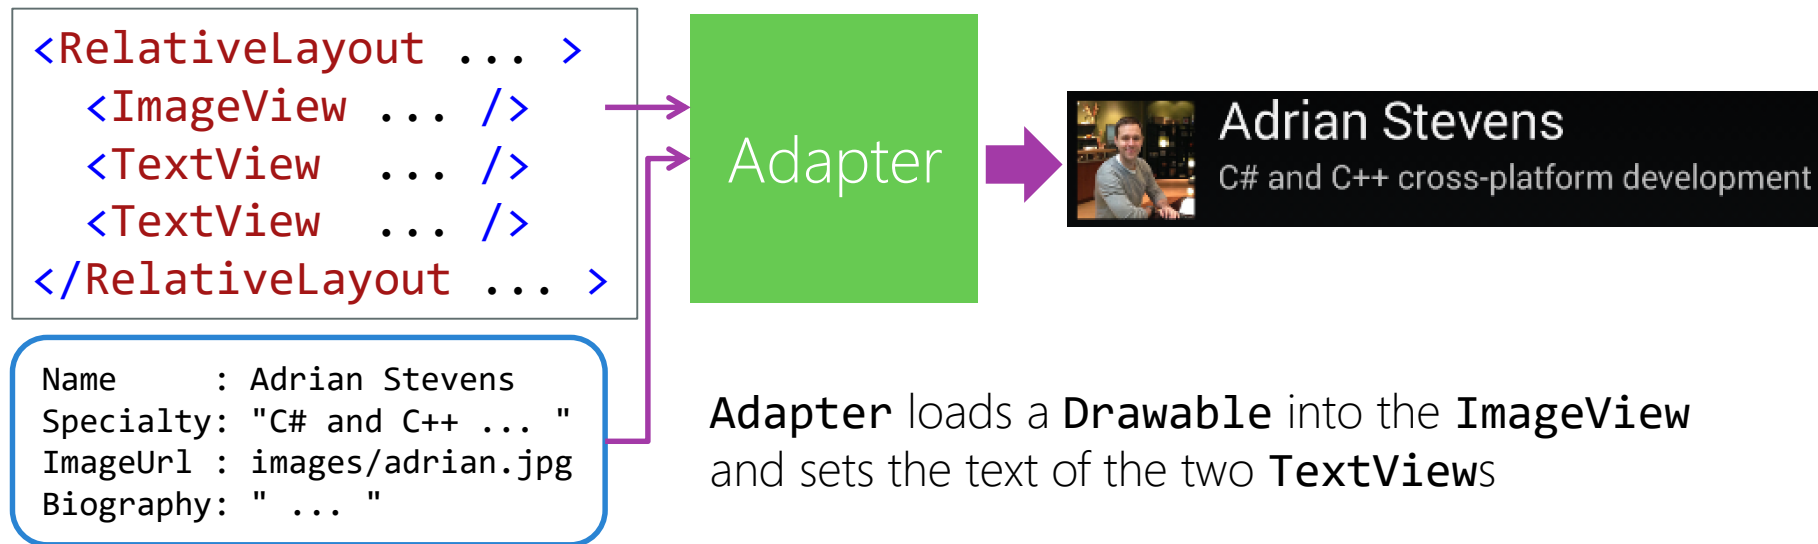 <RelativeLayout ... >
<ImageView ... />
<TextView ... />
<TextView ... />
</RelativeLayout ... >
Name : Adrian Stevens
Specialty: "C# and C++ ... "
ImageUrl : images/adrian.jpg
Biography: " ... "
Adapter
Adrian Stevens
C# and C++ cross-platform development
Adapter loads a Drawable into the ImageView
and sets the text of the two TextViews